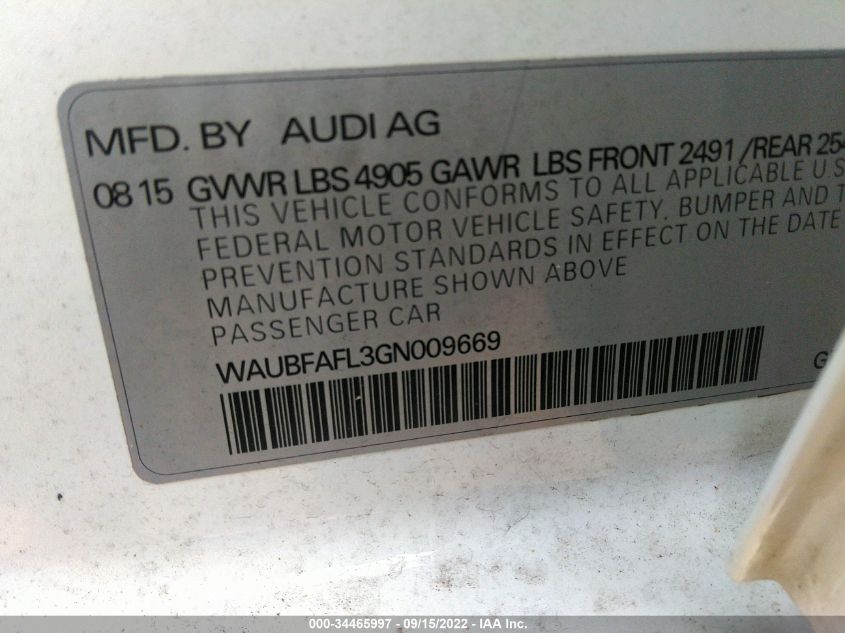 MFD. BY AUDI AG
08 15 GVWR LBS 4905 GAWR LBS FRONT 2491 /REAR 254
THIS VEHICLE CONFORMS TO ALL APPLICABLE U.S
FEDERAL MOTOR VEHICLE SAFETY. BUMPER AND T
PREVENTION STANDARDS IN EFFECT ON THE DATE
MANUFACTURE SHOWN ABOVE
PASSENGER CAR
WAUBFAFL3GN009669
G
000-34465997 - 09/15/2022 - IAA Inc.